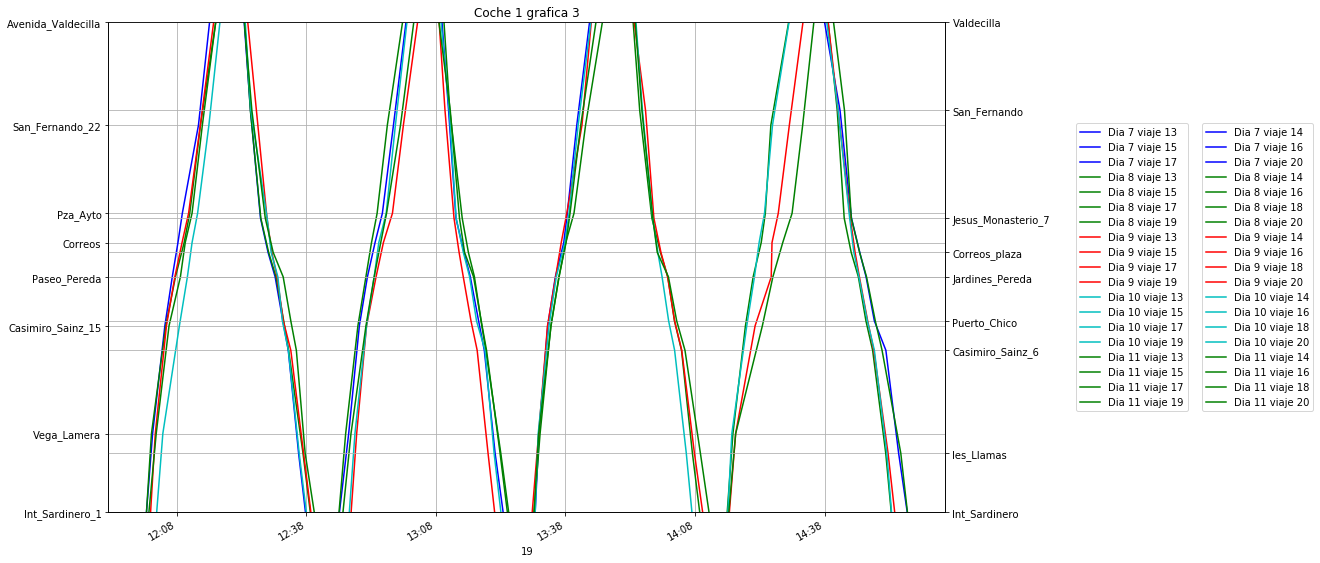 Coche 1 grafica 3
Avenida_Valdecilla
San_Fernando_22
Pza_Ayto
Correos
Paseo_Pereda
Casimiro_Sainz_15
Vega_Lamera
Int_Sardinero_1
Valdecilla
San_Fernando
Jesus_Monasterio_7
Correos_plaza
Jardines_Pereda
Puerto_Chico
Casimiro_Sainz_6
Ies_Llamas
Int_Sardinero
12:08
12:38
13:08
13:38
14:08
14:38
19
Dia 7 viaje 13
Dia 7 viaje 15
Dia 7 viaje 17
Dia 8 viaje 13
Dia 8 viaje 15
Dia 8 viaje 17
Dia 8 viaje 19
Dia 9 viaje 13
Dia 9 viaje 15
Dia 9 viaje 17
Dia 9 viaje 19
Dia 10 viaje 13
Dia 10 viaje 15
Dia 10 viaje 17
Dia 10 viaje 19
Dia 11 viaje 13
Dia 11 viaje 15
Dia 11 viaje 17
Dia 11 viaje 19
Dia 7 viaje 14
Dia 7 viaje 16
Dia 7 viaje 20
Dia 8 viaje 14
Dia 8 viaje 16
Dia 8 viaje 18
Dia 8 viaje 20
Dia 9 viaje 14
Dia 9 viaje 16
Dia 9 viaje 18
Dia 9 viaje 20
Dia 10 viaje 14
Dia 10 viaje 16
Dia 10 viaje 18
Dia 10 viaje 20
Dia 11 viaje 14
Dia 11 viaje 16
Dia 11 viaje 18
Dia 11 viaje 20